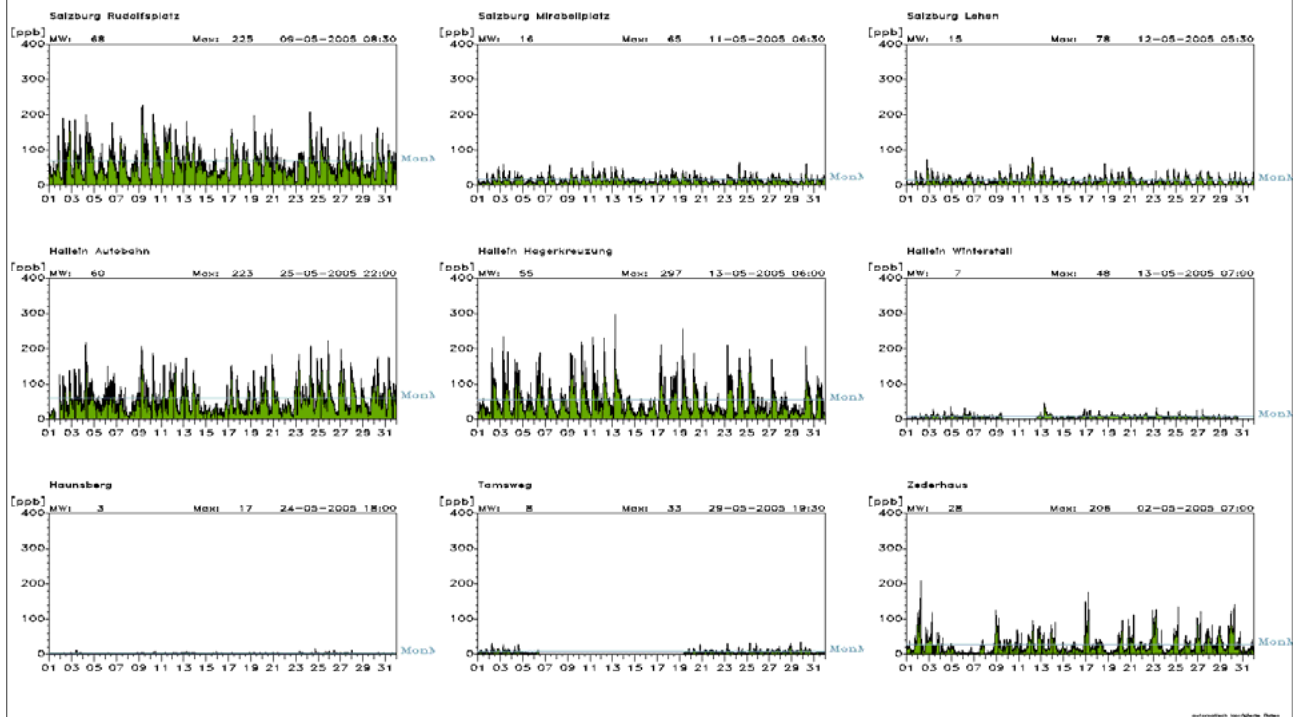 Salzburg Rudolfsplatz
[ppb] MW: 68 Max: 225 09-05-2005 08:30
400
300
200
100
0
MonM
01 03 05 07 09 11 13 15 17 19 21 23 25 27 29 31
Salzburg Mirabellplatz
[ppb] MW: 16 Max: 65 11-05-2005 06:30
400
300
200
100
0
MonM
01 03 05 07 09 11 13 15 17 19 21 23 25 27 29 31
Salzburg Lehen
[ppb] MW: 15 Max: 78 12-05-2005 05:30
400
300
200
100
0
MonM
01 03 05 07 09 11 13 15 17 19 21 23 25 27 29 31
Hallein Autobahn
[ppb] MW: 60 Max: 223 25-05-2005 22:00
400
300
200
100
0
MonM
01 03 05 07 09 11 13 15 17 19 21 23 25 27 29 31
Hallein Hagerkreuzung
[ppb] MW: 55 Max: 297 13-05-2005 06:00
400
300
200
100
0
MonM
01 03 05 07 09 11 13 15 17 19 21 23 25 27 29 31
Hallein Winterstall
[ppb] MW: 7 Max: 48 13-05-2005 07:00
400
300
200
100
0
MonM
01 03 05 07 09 11 13 15 17 19 21 23 25 27 29 31
Haunsberg
[ppb] MW: 3 Max: 17 24-05-2005 18:00
400
300
200
100
0
MonM
01 03 05 07 09 11 13 15 17 19 21 23 25 27 29 31
Tamsweg
[ppb] MW: 8 Max: 33 29-05-2005 19:30
400
300
200
100
0
MonM
01 03 05 07 09 11 13 15 17 19 21 23 25 27 29 31
Zederhaus
[ppb] MW: 28 Max: 208 02-05-2005 07:00
400
300
200
100
0
MonM
01 03 05 07 09 11 13 15 17 19 21 23 25 27 29 31